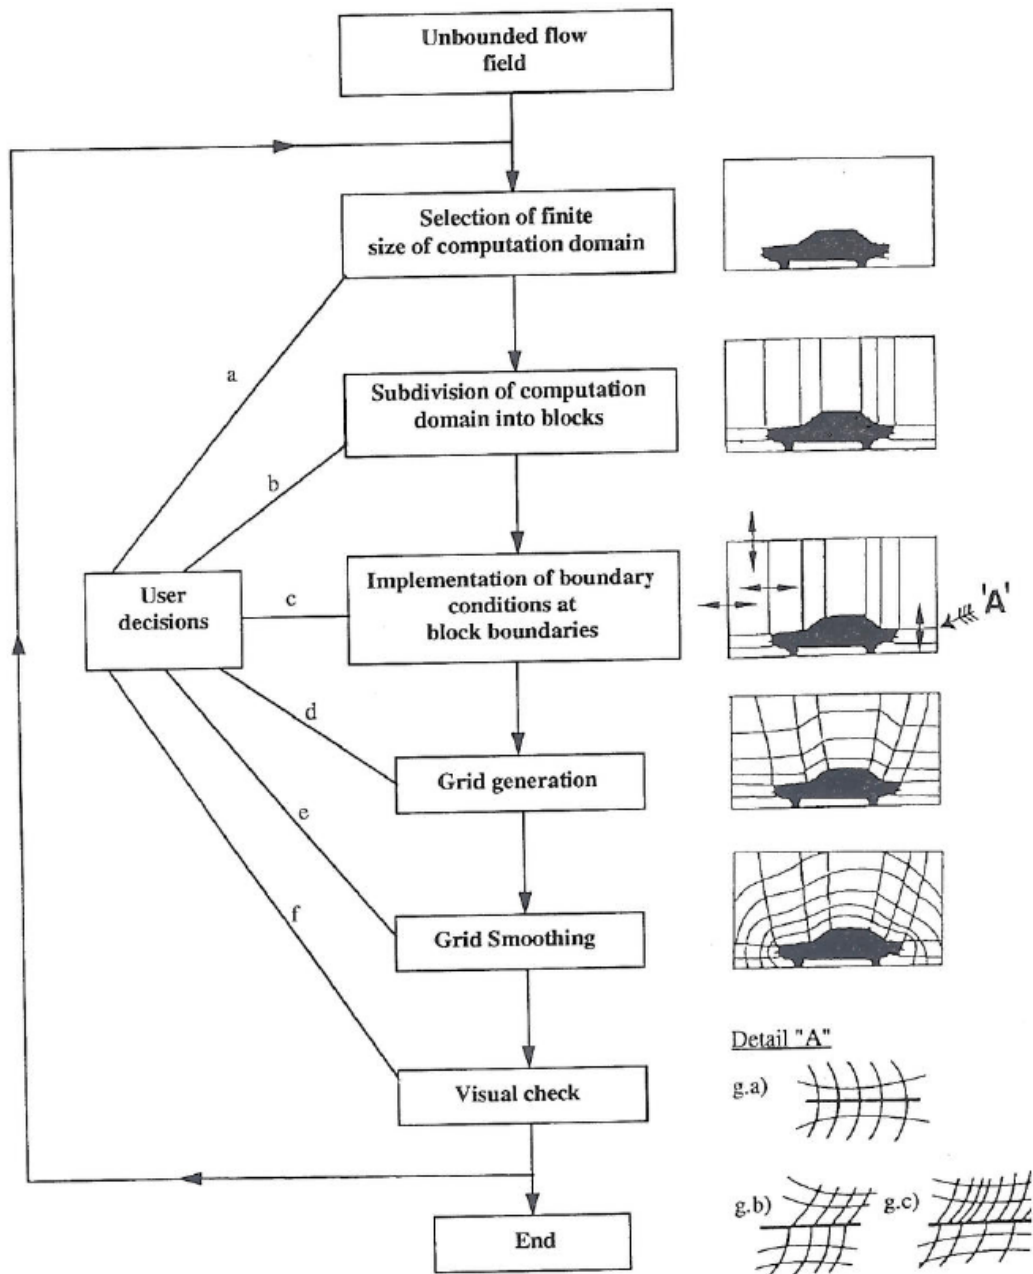 Unbounded flow
field
Selection of finite
size of computation domain
a
Subdivision of computation
domain into blocks
b
User
decisions
c
Implementation of boundary
conditions at
block boundaries
'A'
d
Grid generation
e
Grid Smoothing
f
Detail "A"
Visual check
g.a)
g.b)
g.c)
End